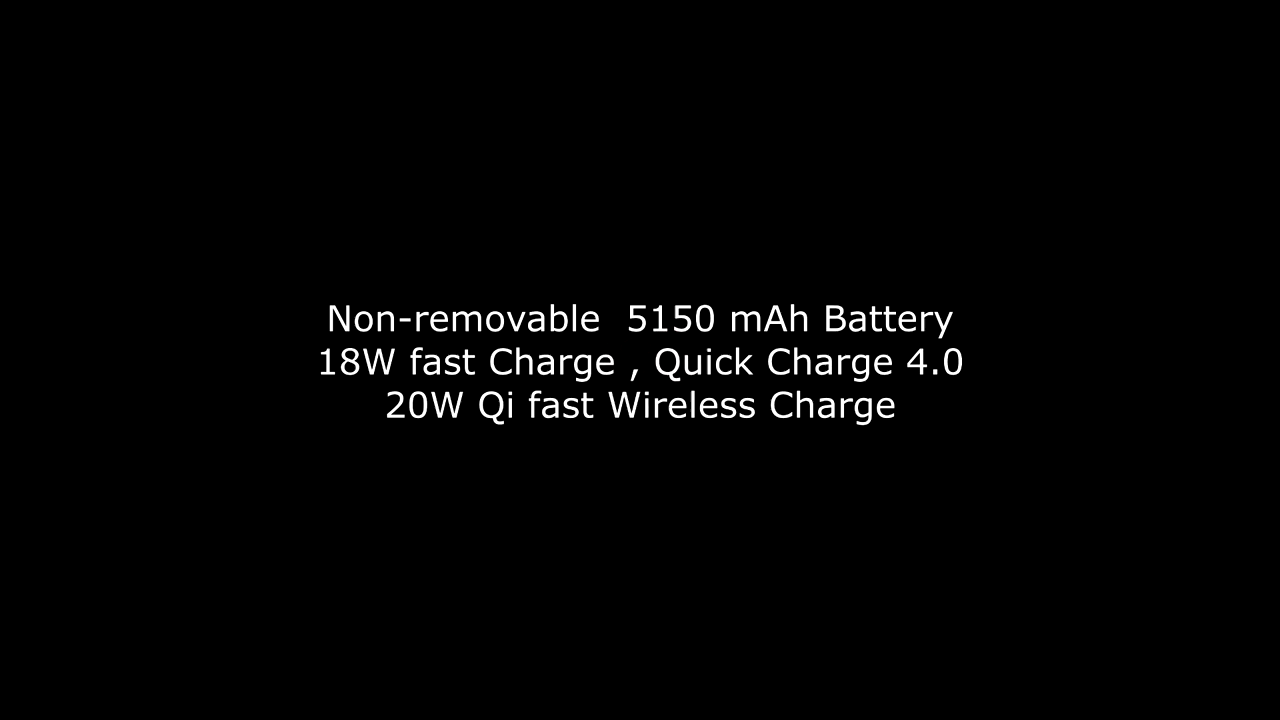 Non-removable  5150 mAh Battery
18W fast Charge , Quick Charge 4.0
20W Qi fast Wireless Charge